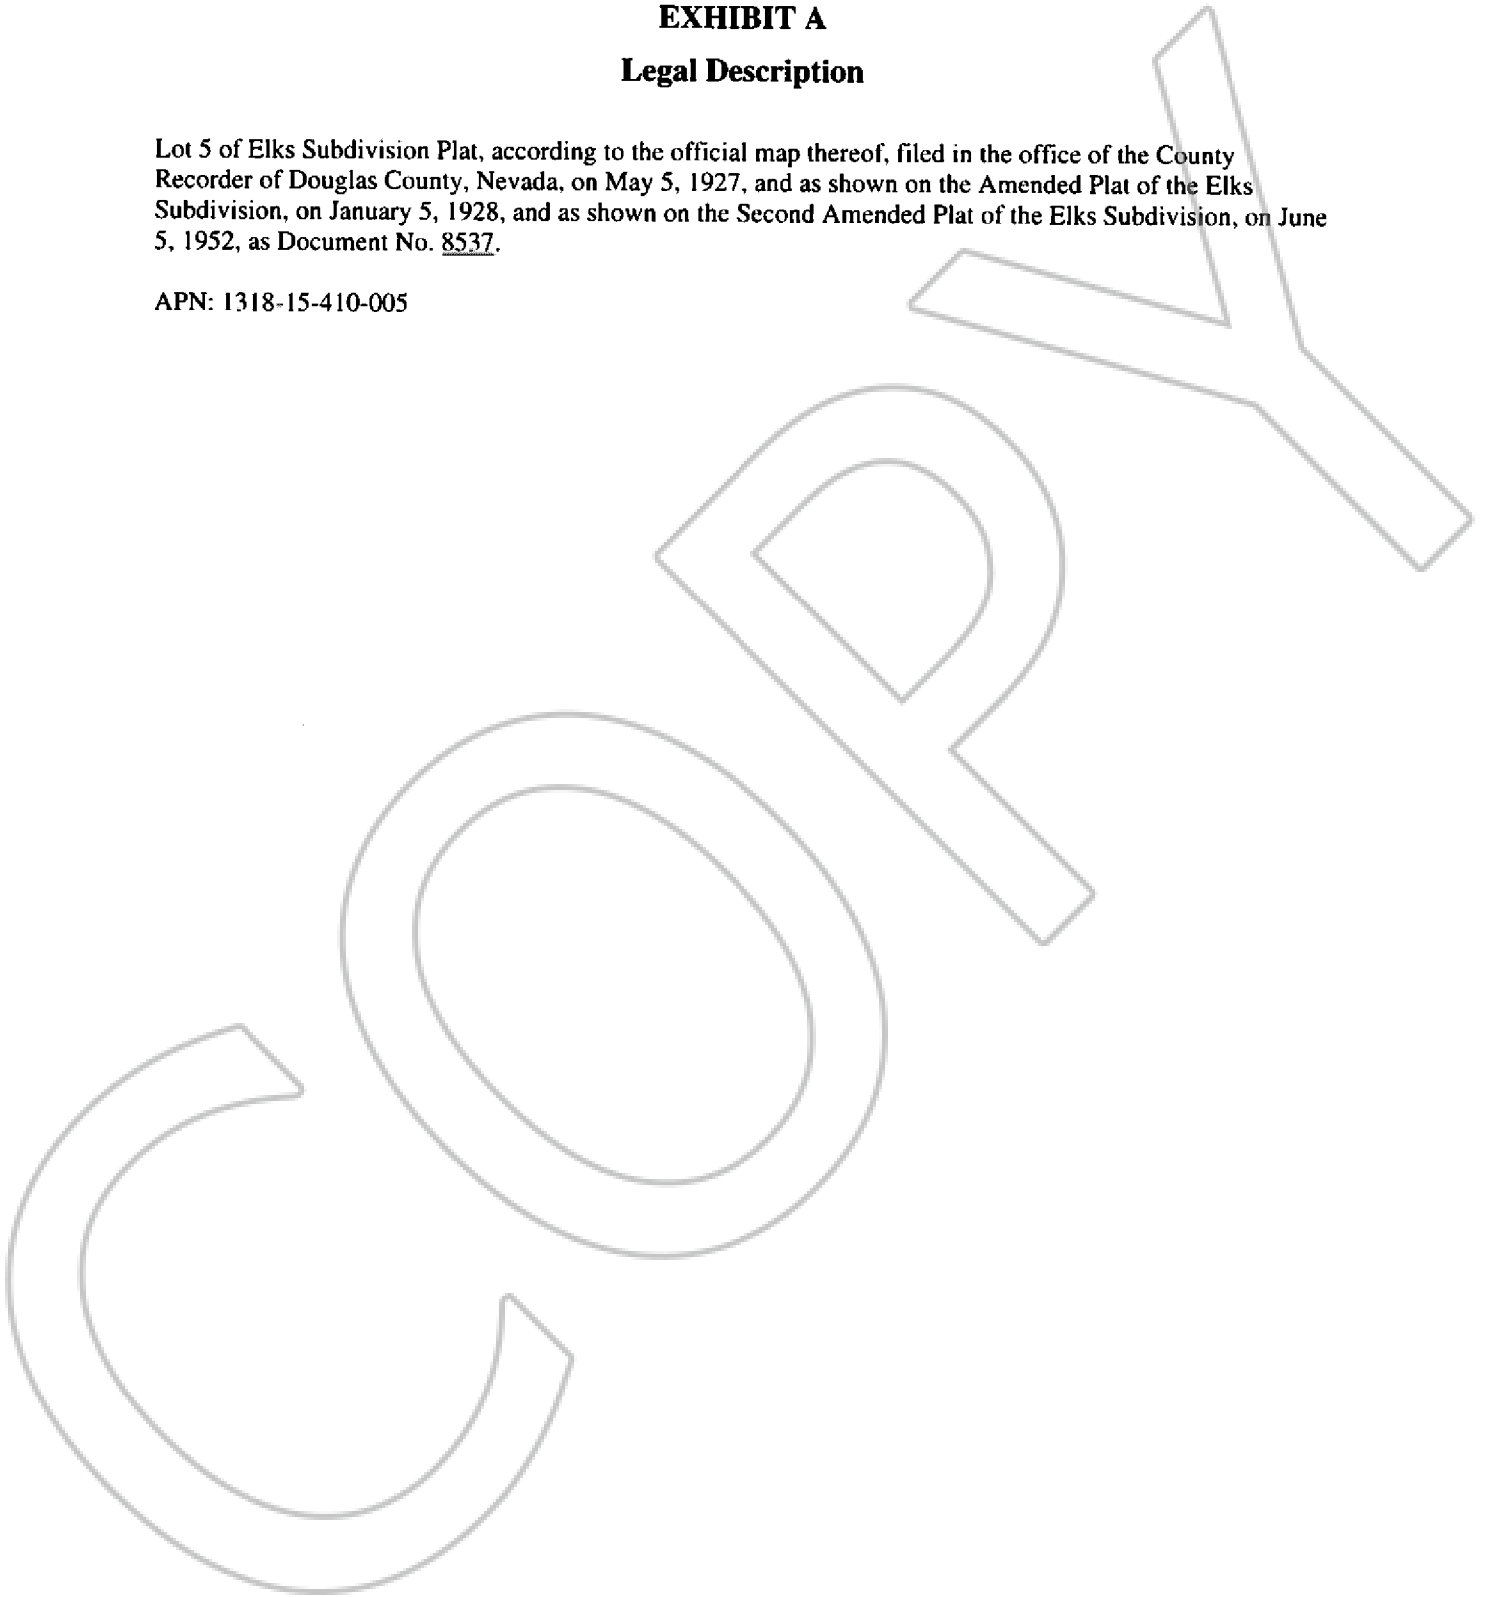 EXHIBIT A
Legal Description
Lot 5 of Elks Subdivision Plat, according to the official map thereof, filed in the office of the County
Recorder of Douglas County, Nevada, on May 5, 1927, and as shown on the Amended Plat of the Elks
Subdivision, on January 5, 1928, and as shown on the Second Amended Plat of the Elks Subdivision, on June
5, 1952, as Document No. 8537.
APN: 1318-15-410-005
COPY